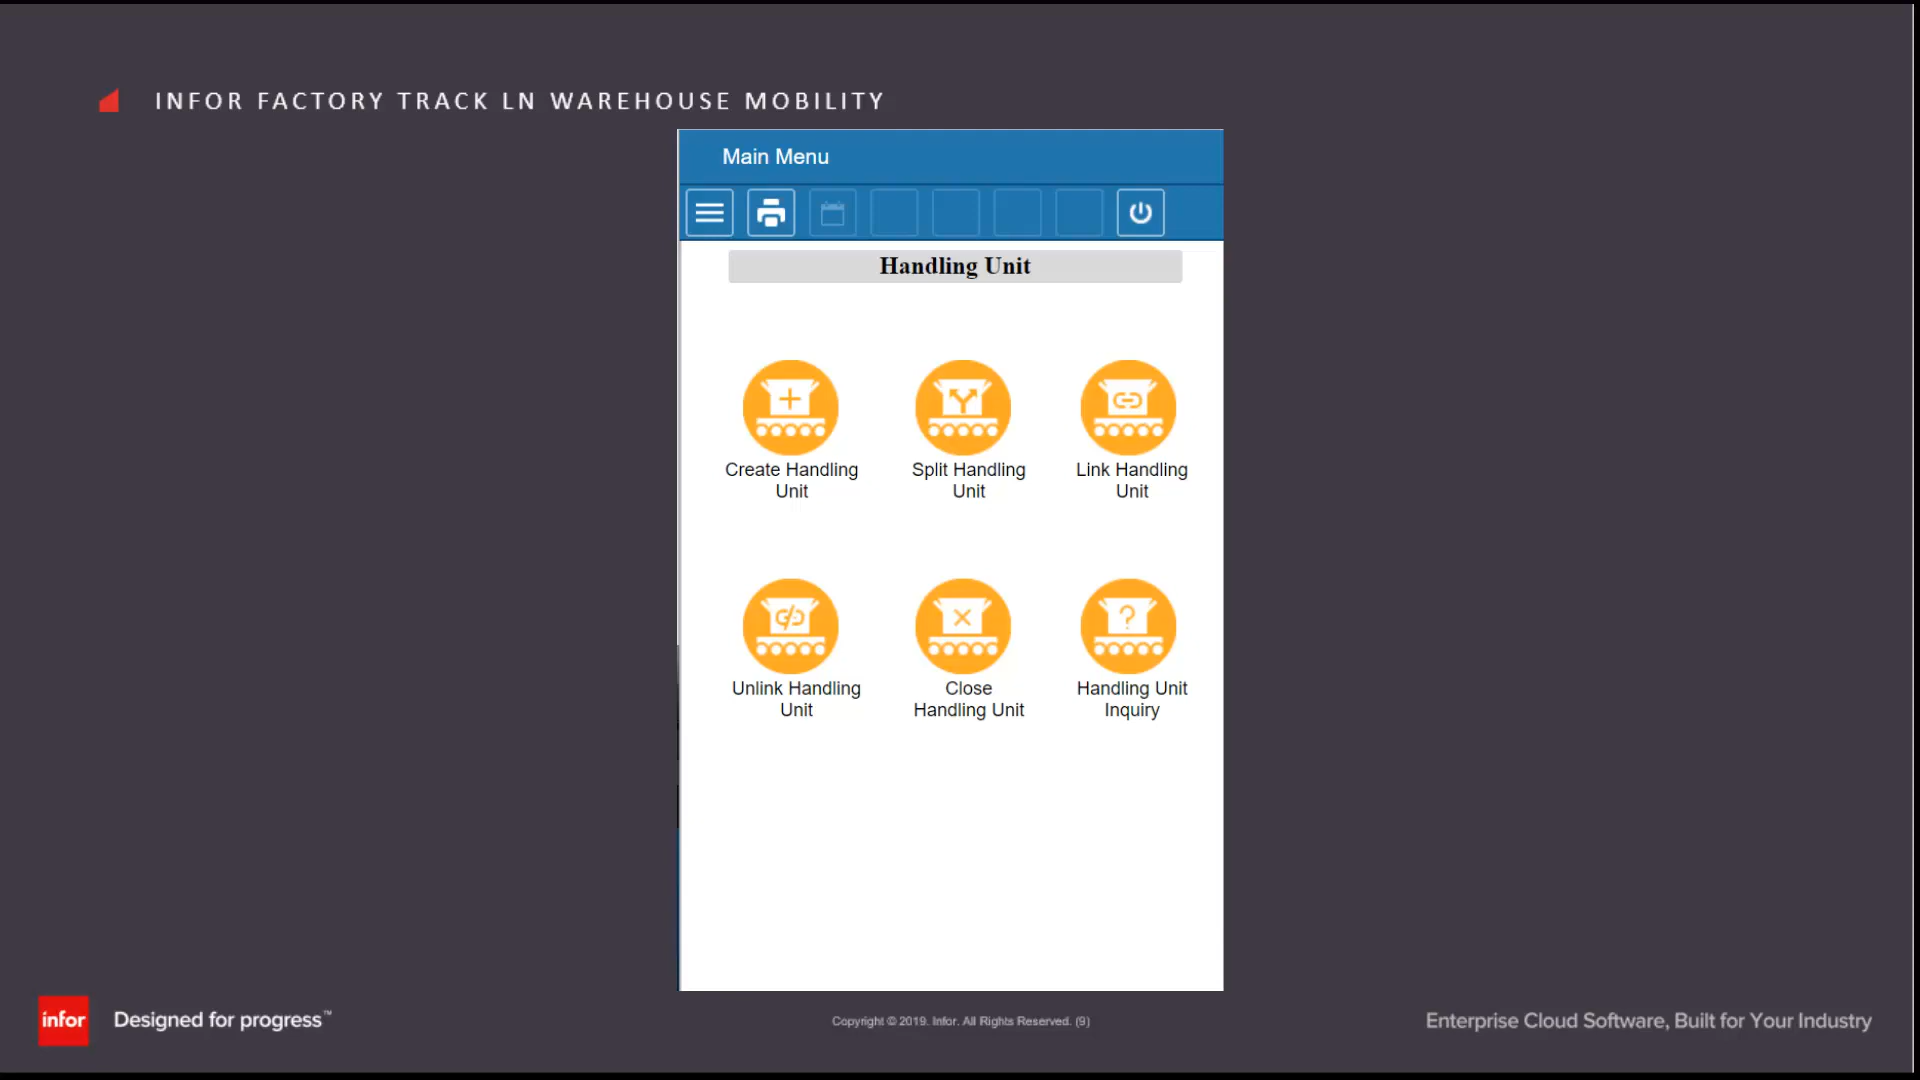 INFOR FACTORY TRACK LN WAREHOUSE MOBILITY
Main Menu
Handling Unit
Create Handling
Unit
Split Handling
Unit
Link Handling
Unit
Unlink Handling
Unit
Close
Handling Unit
Handling Unit
Inquiry
infor
Designed for progress™
Copyright © 2019. Infor. All Rights Reserved. (9)
Enterprise Cloud Software, Built for Your Industry